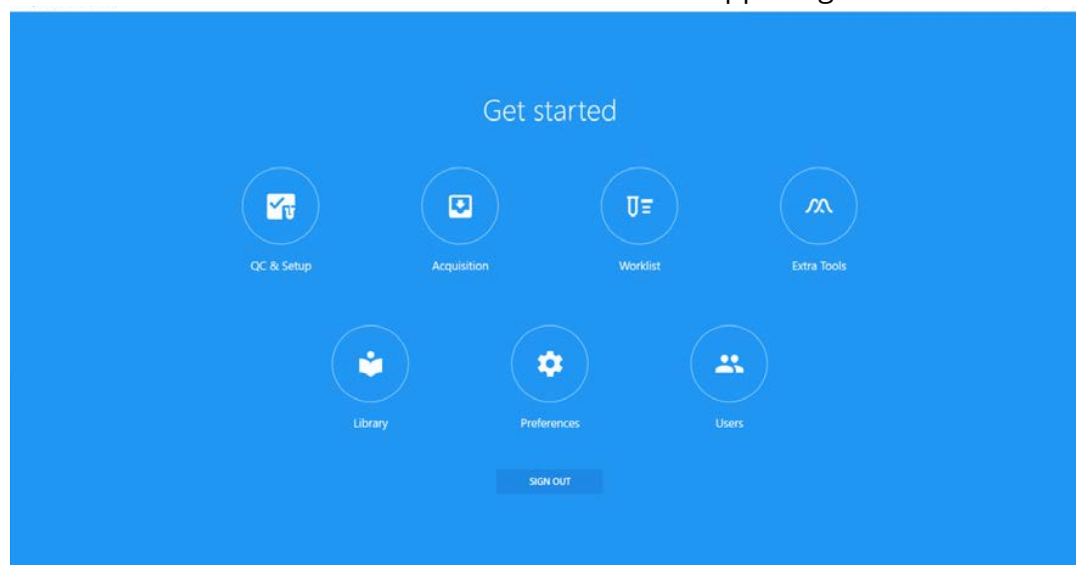 Get started
QC & Setup Acquisition Worklist Extra Tools
Library Preferences Users
SIGN OUT